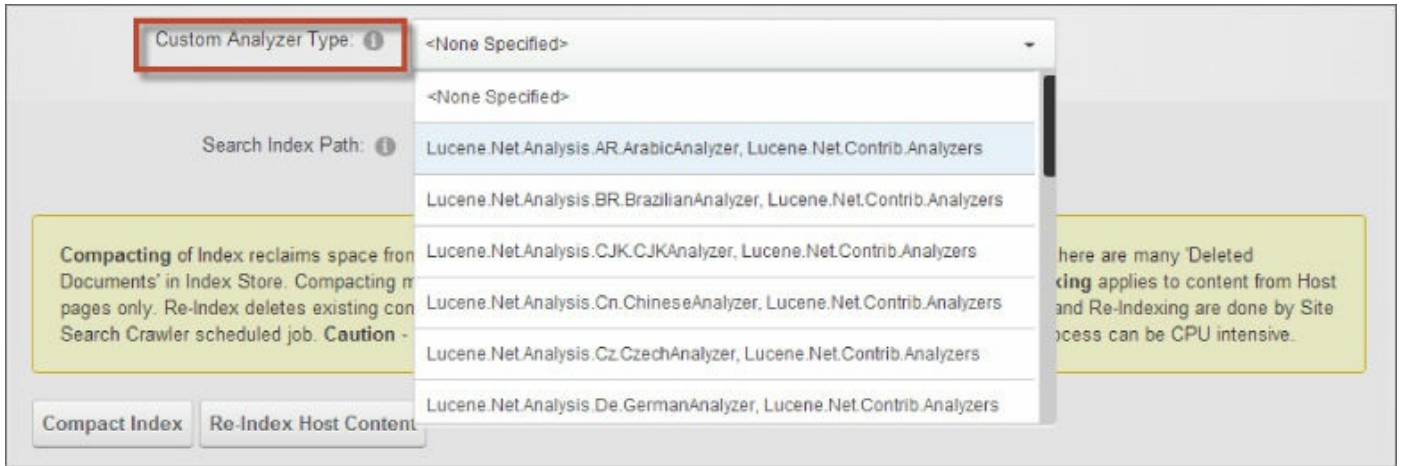 Custom Analyzer Type:
<None Specified>
<None Specified>
Search Index Path:
Lucene.Net.Analysis.AR.ArabicAnalyzer, Lucene.Net.Contrib.Analyzers
Lucene.Net.Analysis.BR.BrazilianAnalyzer, Lucene.Net.Contrib.Analyzers
Lucene.Net.Analysis.CJK.CJKAnalyzer, Lucene.Net.Contrib.Analyzers
Lucene.Net.Analysis.Cn.ChineseAnalyzer, Lucene.Net.Contrib.Analyzers
Lucene.Net.Analysis.Cz.CzechAnalyzer, Lucene.Net.Contrib.Analyzers
Lucene.Net.Analysis.De.GermanAnalyzer, Lucene.Net.Contrib.Analyzers
Compacting of Index reclaims space from here are many 'Deleted
Documents' in Index Store. Compacting applies to content from Host
pages only. Re-Index deletes existing and Re-Indexing are done by Site
Search Crawler scheduled job. Caution - can be CPU intensive.
Compact Index
Re-Index Host Content